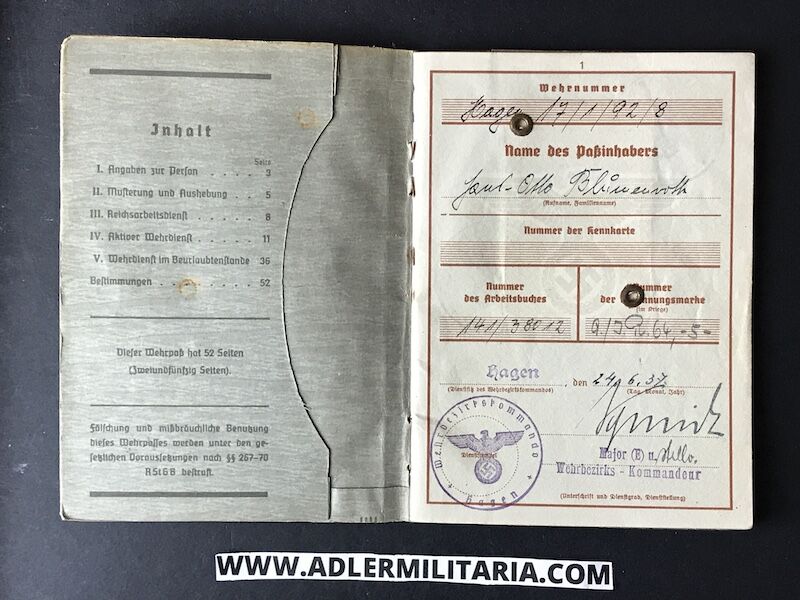 Inhalt
Seite
I. Angaben zur Person . . . . . 3
II. Musterung und Aushebung . . 5
III. Reichsarbeitsdienst . . . . . 8
IV. Aktiver Wehrdienst . . . . . 11
V. Wehrdienst im Beurlaubtenstande 36
Bestimmungen . . . . . . . . 52
Dieser Wehrpaß hat 52 Seiten
(Zweiundfünfzig Seiten).
Fälschung und mißbräuchliche Benutzung
dieses Wehrpasses werden unter den ge-
setzlichen Voraussetzungen nach §§ 267–70
RStGB bestraft.
1
Wehrnummer
Hagen 17/1/92/8
Name des Paßinhabers
Otto
(Rufname, Familienname)
Nummer der Kennkarte
Nummer
des Arbeitsbuches
141/38012
Nummer
der
(im Kriege)
Hagen, den 24.6.37
(Dienstsitz des Wehrbezirkskommandos) (Tag, Monat, Jahr)
Wehrbezirkskommando
Hagen
Dienststempel
Major (E) u.
Wehrbezirks-Kommandeur
(Unterschrift und Dienstgrad, Dienststellung)
WWW.ADLERMILITARIA.COM